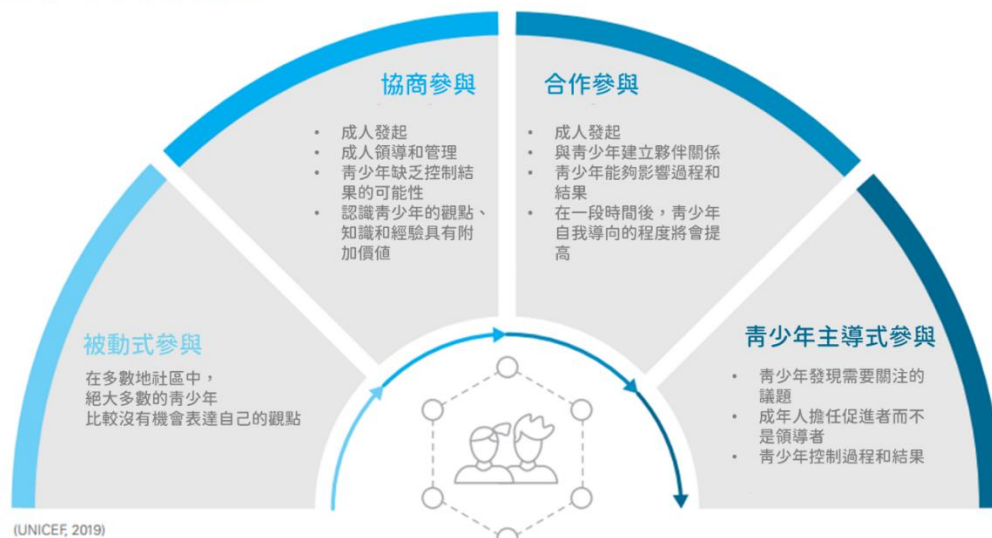 被動式參與
在多數地社區中，
絕大多數的青少年
比較沒有機會表達自己的觀點
協商參與
• 成人發起
• 成人領導和管理
• 青少年缺乏控制結
果的可能性
• 認識青少年的觀點、
知識和經驗具有附
加價值
合作參與
• 成人發起
• 與青少年建立夥伴關係
• 青少年能夠影響過程和
結果
• 在一段時間後，青少年
自我導向的程度將會提
高
青少年主導式參與
• 青少年發現需要關注的
議題
• 成年人擔任促進者而不
是領導者
• 青少年控制過程和結果
(UNICEF, 2019)